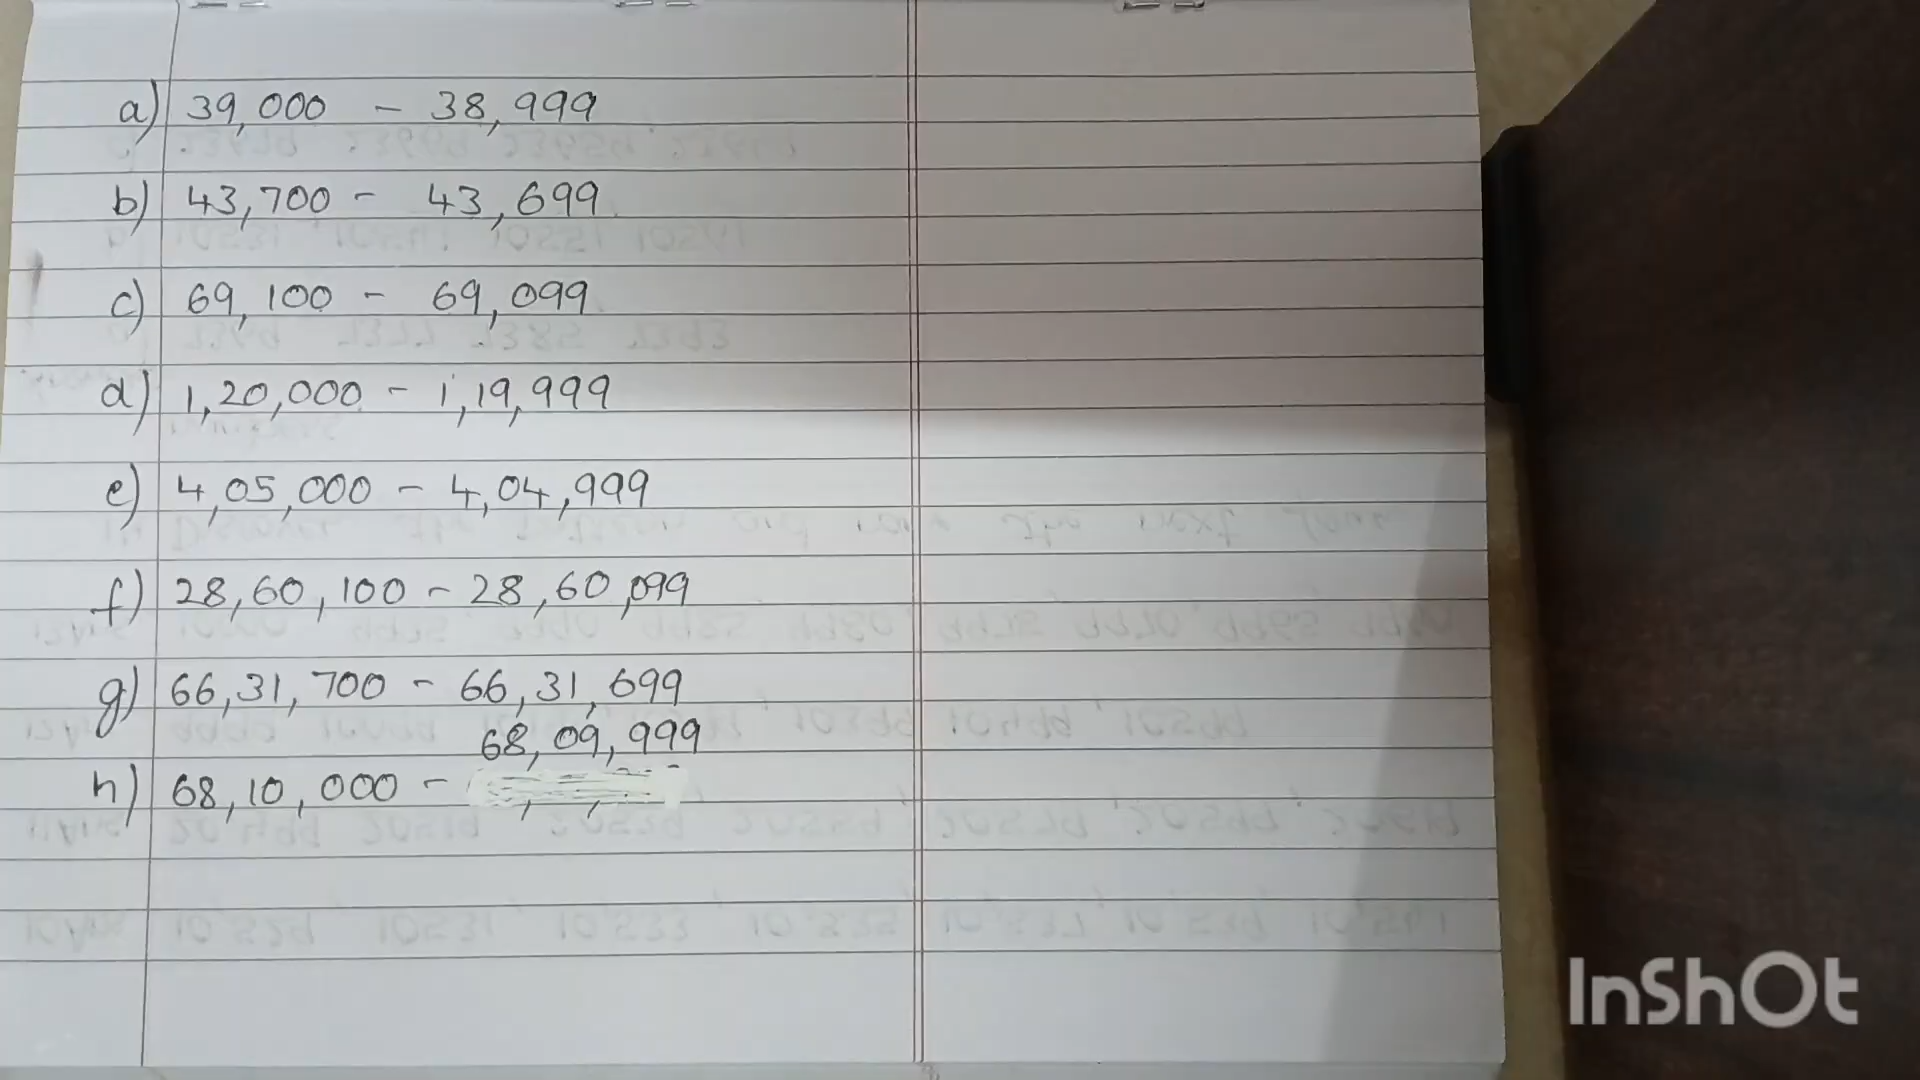 a) 39,000 - 38,999
b) 43,700 - 43,699
c) 69,100 - 69,099
d) 1,20,000 - 1,19,999
e) 4,05,000 - 4,04,999
f) 28,60,100 - 28,60,099
g) 66,31,700 - 66,31,699
68,09,999
h) 68,10,000 -
InShOt